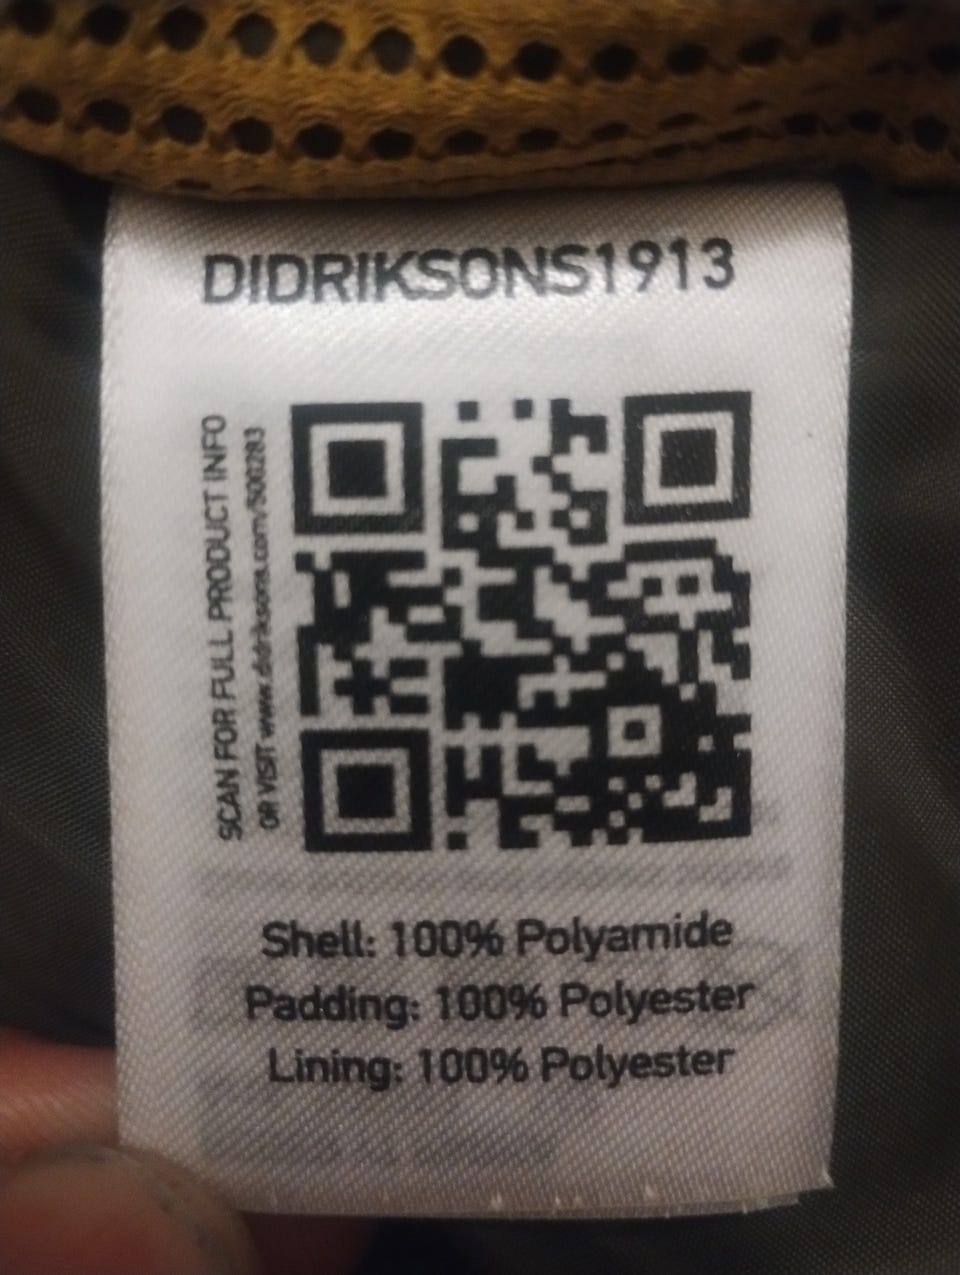 DIDRIKSONS1913
SCAN FOR FULL PRODUCT INFO
OR VISIT www.didriksons.com/500283
Shell: 100% Polyamide
Padding: 100% Polyester
Lining: 100% Polyester